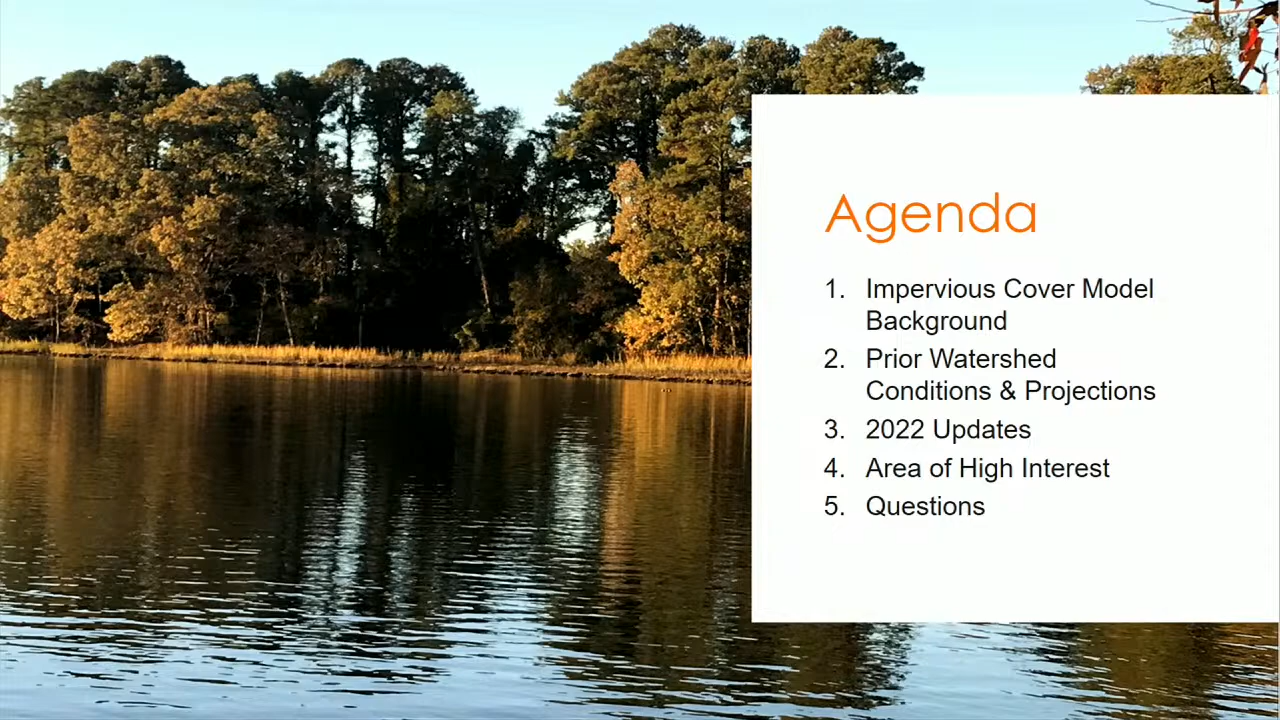 Agenda
1. Impervious Cover Model
Background
2. Prior Watershed
Conditions & Projections
3. 2022 Updates
4. Area of High Interest
5. Questions